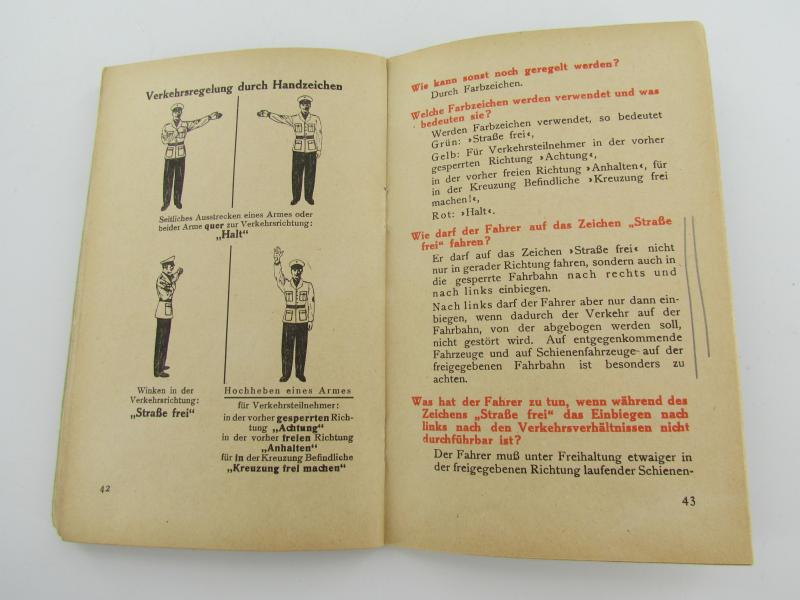 Verkehrsregelung durch Handzeichen
Seitliches Ausstrecken eines Armes oder
beider Arme quer zur Verkehrsrichtung:
„Halt“
Winken in der
Verkehrsrichtung:
„Straße frei“
Hochheben eines Armes
für Verkehrsteilnehmer:
in der vorher gesperrten Rich-
tung „Achtung“
in der vorher freien Richtung
„Anhalten“
für in der Kreuzung Befindliche
„Kreuzung frei machen“
42
Wie kann sonst noch geregelt werden?
Durch Farbzeichen.
Welche Farbzeichen werden verwendet und was
bedeuten sie?
Werden Farbzeichen verwendet, so bedeutet
Grün: ›Straße frei‹,
Gelb: Für Verkehrsteilnehmer in der vorher
gesperrten Richtung ›Achtung‹,
in der vorher freien Richtung ›Anhalten‹, für
in der Kreuzung Befindliche ›Kreuzung frei
machen!‹,
Rot: ›Halt‹.
Wie darf der Fahrer auf das Zeichen „Straße
frei“ fahren?
Er darf auf das Zeichen ›Straße frei‹ nicht
nur in gerader Richtung fahren, sondern auch in
die gesperrte Fahrbahn nach rechts und
nach links einbiegen.
Nach links darf der Fahrer aber nur dann ein-
biegen, wenn dadurch der Verkehr auf der
Fahrbahn, von der abgebogen werden soll,
nicht gestört wird. Auf entgegenkommende
Fahrzeuge und auf Schienenfahrzeuge auf der
freigegebenen Fahrbahn ist besonders zu
achten.
Was hat der Fahrer zu tun, wenn während des
Zeichens „Straße frei“ das Einbiegen nach
links nach den Verkehrsverhältnissen nicht
durchführbar ist?
Der Fahrer muß unter Freihaltung etwaiger in
der freigegebenen Richtung laufender Schienen-
43